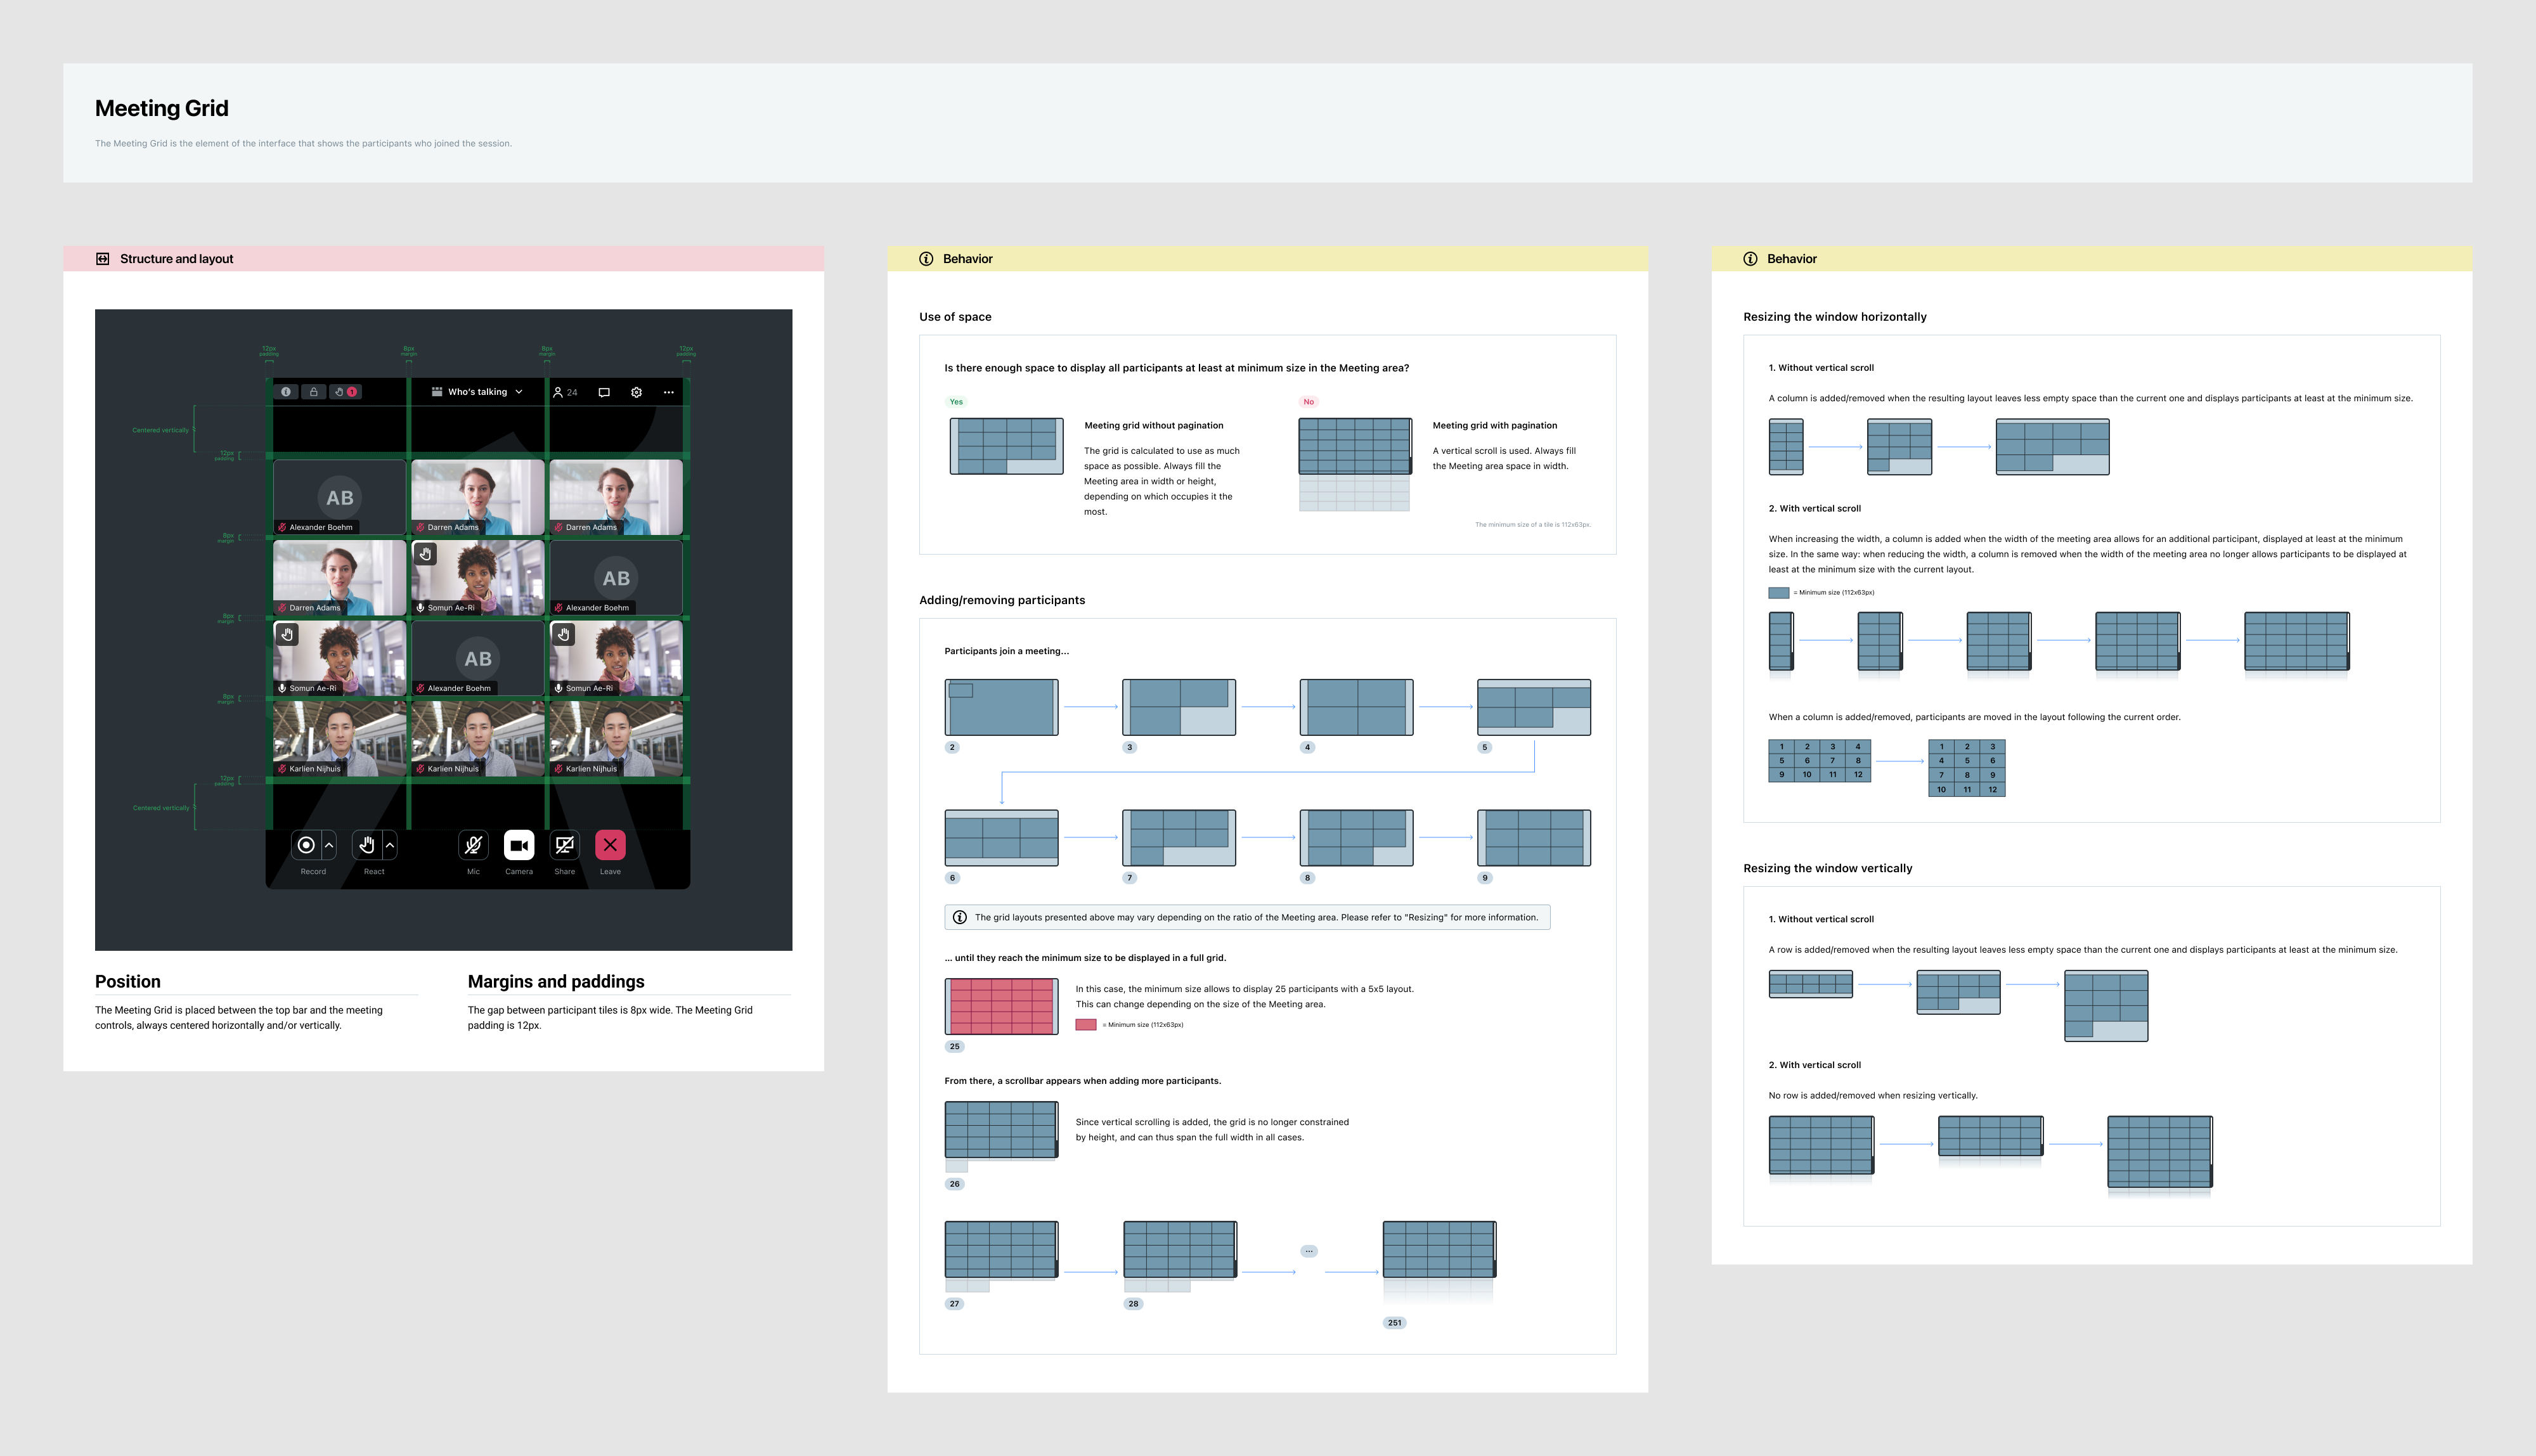 Meeting Grid
The Meeting Grid is the element of the interface that shows the participants who joined the session.
Structure and layout
12px
padding
8px
margin
8px
margin
12px
padding
1
Who's talking
24
Centered vertically
12px
padding
AB
Alexander Boehm
Darren Adams
Darren Adams
8px
margin
AB
Darren Adams
Somun Ae-Ri
Alexander Boehm
8px
margin
AB
Somun Ae-Ri
Alexander Boehm
Somun Ae-Ri
8px
margin
Karlien Nijhuis
Karlien Nijhuis
Karlien Nijhuis
12px
padding
Centered vertically
Record
React
Mic
Camera
Share
Leave
Position
The Meeting Grid is placed between the top bar and the meeting
controls, always centered horizontally and/or vertically.
Margins and paddings
The gap between participant tiles is 8px wide. The Meeting Grid
padding is 12px.
Behavior
Use of space
Is there enough space to display all participants at least at minimum size in the Meeting area?
Yes
Meeting grid without pagination
The grid is calculated to use as much
space as possible. Always fill the
Meeting area in width or height,
depending on which occupies it the
most.
No
Meeting grid with pagination
A vertical scroll is used. Always fill
the Meeting area space in width.
The minimum size of a tile is 112x63px.
Adding/removing participants
Participants join a meeting...
2
3
4
5
6
7
8
9
The grid layouts presented above may vary depending on the ratio of the Meeting area. Please refer to "Resizing" for more information.
... until they reach the minimum size to be displayed in a full grid.
In this case, the minimum size allows to display 25 participants with a 5x5 layout.
This can change depending on the size of the Meeting area.
= Minimum size (112x63px)
25
From there, a scrollbar appears when adding more participants.
Since vertical scrolling is added, the grid is no longer constrained
by height, and can thus span the full width in all cases.
26
...
27
28
251
Behavior
Resizing the window horizontally
1. Without vertical scroll
A column is added/removed when the resulting layout leaves less empty space than the current one and displays participants at least at the minimum size.
2. With vertical scroll
When increasing the width, a column is added when the width of the meeting area allows for an additional participant, displayed at least at the minimum
size. In the same way: when reducing the width, a column is removed when the width of the meeting area no longer allows participants to be displayed at
least at the minimum size with the current layout.
= Minimum size (112x63px)
When a column is added/removed, participants are moved in the layout following the current order.
1 2 3 4
5 6 7 8
9 10 11 12
1 2 3
4 5 6
7 8 9
10 11 12
Resizing the window vertically
1. Without vertical scroll
A row is added/removed when the resulting layout leaves less empty space than the current one and displays participants at least at the minimum size.
2. With vertical scroll
No row is added/removed when resizing vertically.